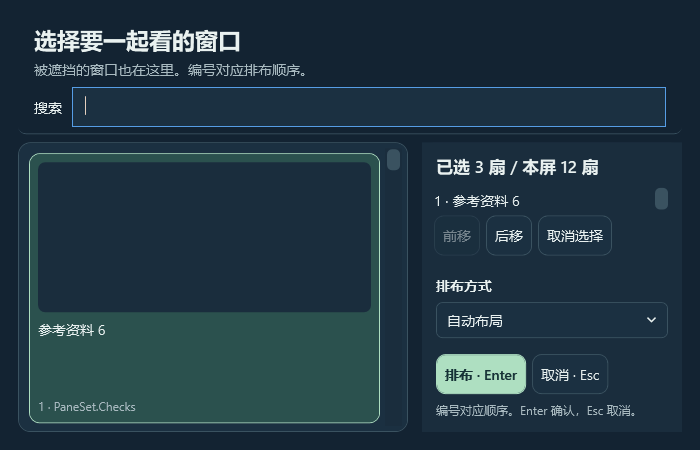 选择要一起看的窗口
被遮挡的窗口也在这里。编号对应排布顺序。
搜索
参考资料 6
1 · PaneSet.Checks
已选 3 扇 / 本屏 12 扇
1 · 参考资料 6
前移 后移 取消选择
排布方式
自动布局
排布 · Enter 取消 · Esc
编号对应顺序。Enter 确认，Esc 取消。